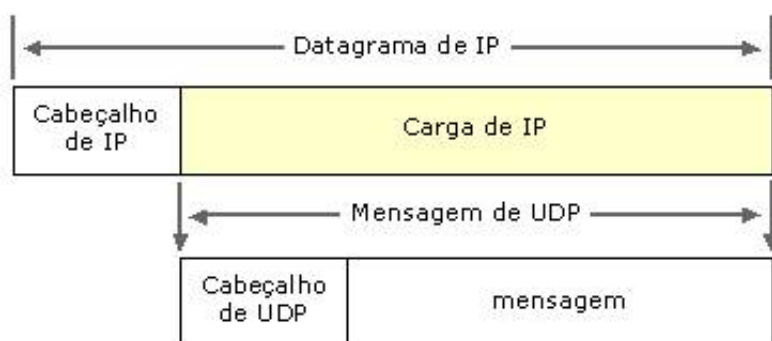 Datagrama de IP
Cabeçalho
de IP
Carga de IP
Mensagem de UDP
Cabeçalho
de UDP
mensagem